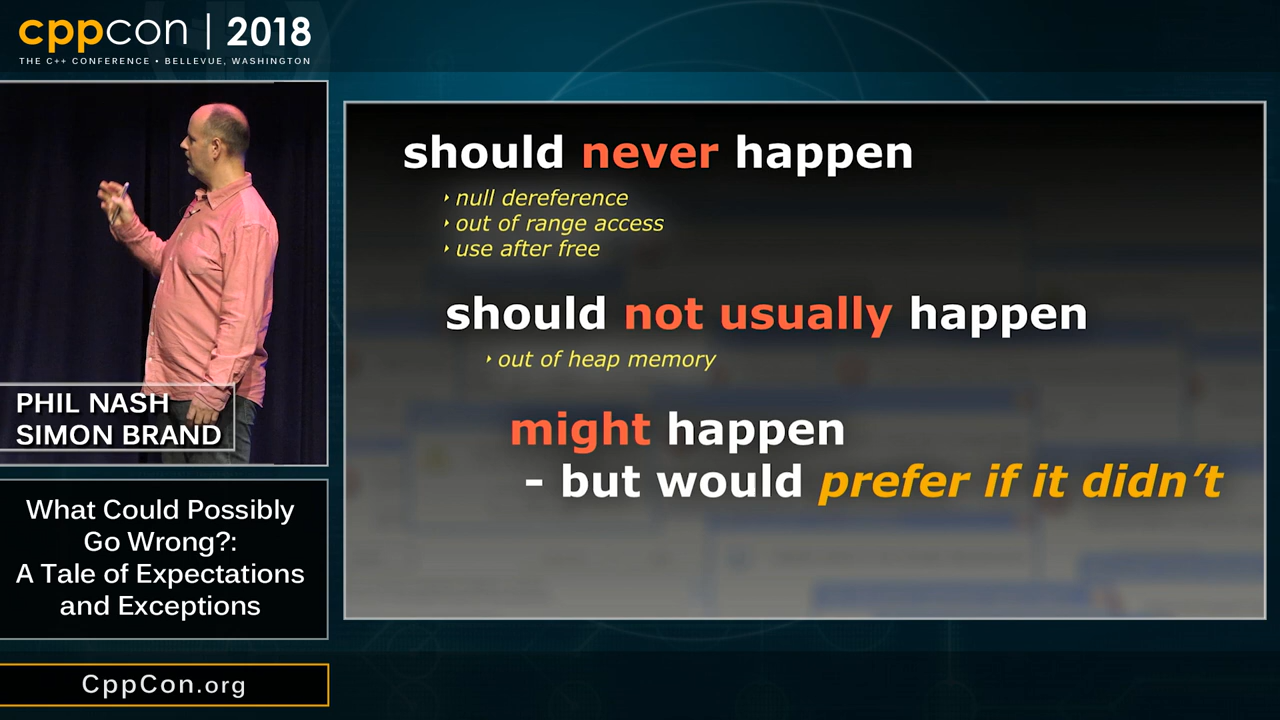 cppcon | 2018
THE C++ CONFERENCE • BELLEVUE, WASHINGTON
PHIL NASH
SIMON BRAND
What Could Possibly
Go Wrong?:
A Tale of Expectations
and Exceptions
CppCon.org
should never happen
‣ null dereference
‣ out of range access
‣ use after free
should not usually happen
‣ out of heap memory
might happen
- but would prefer if it didn’t